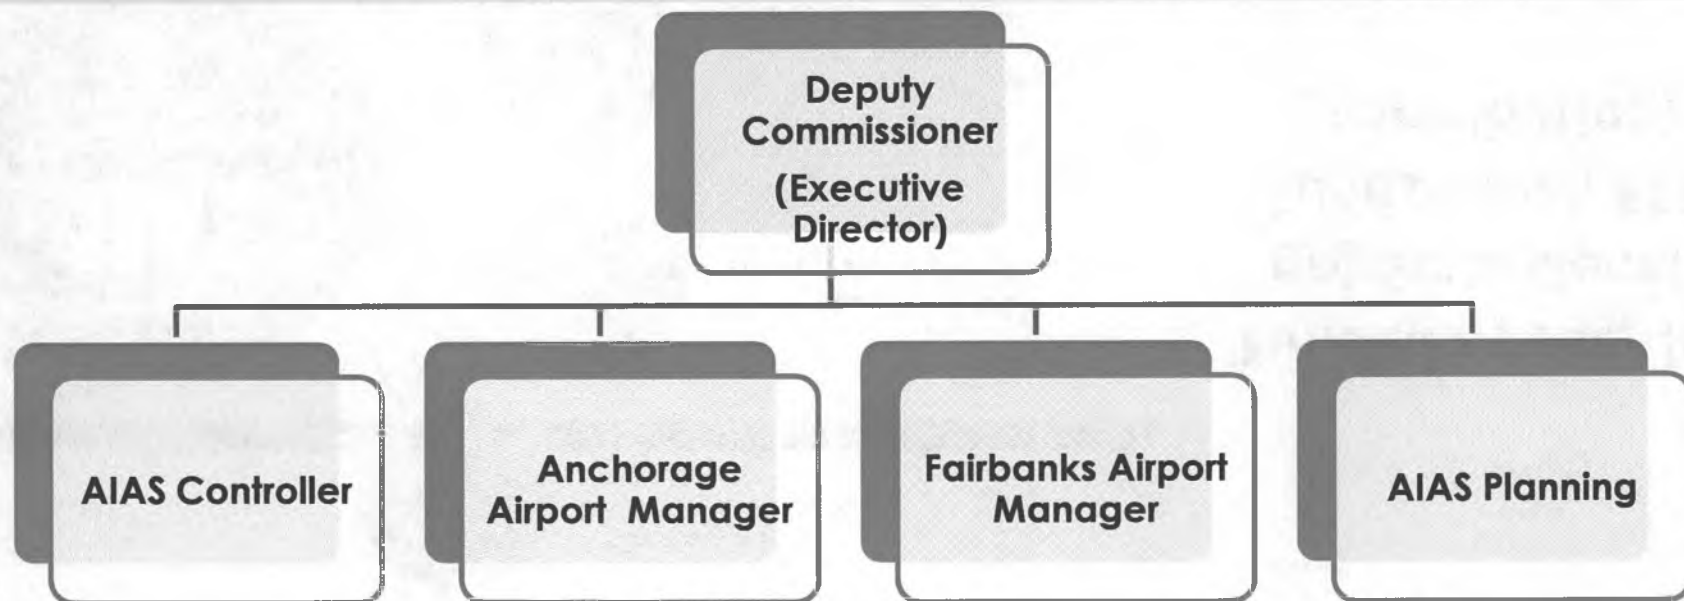 Deputy
Commissioner
(Executive
Director)
AIAS Controller
Anchorage
Airport Manager
Fairbanks Airport
Manager
AIAS Planning